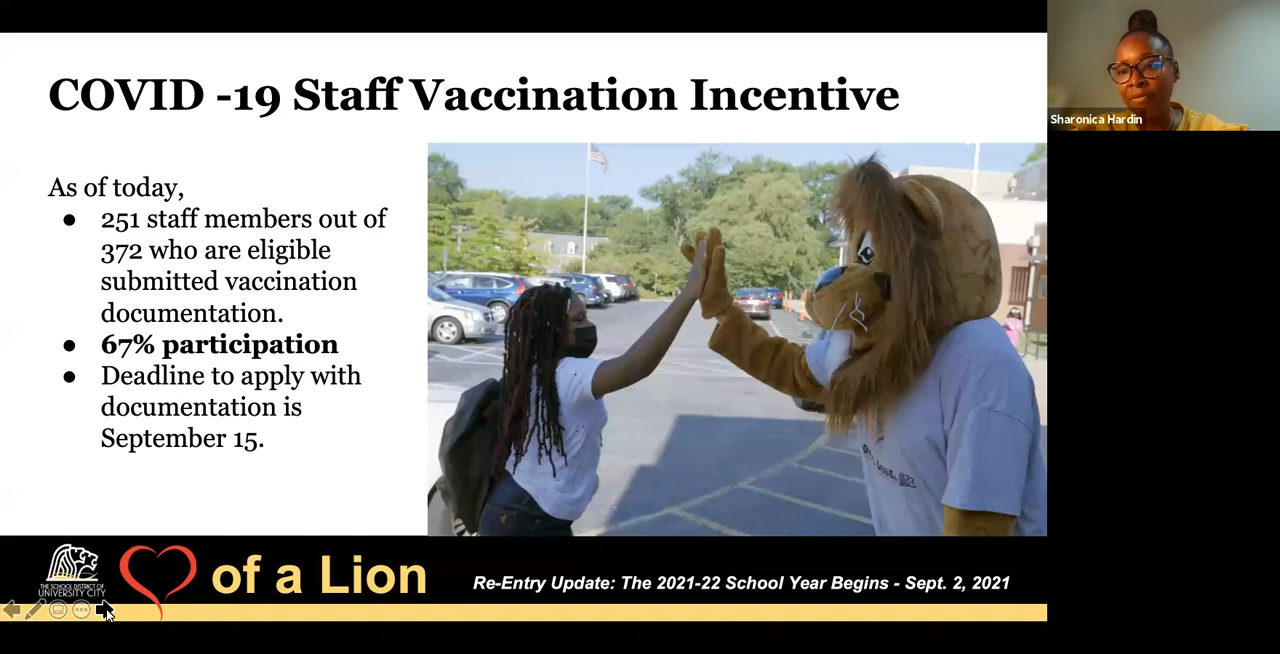 COVID -19 Staff Vaccination Incentive
Sharonica Hardin
As of today,
● 251 staff members out of
372 who are eligible
submitted vaccination
documentation.
● 67% participation
● Deadline to apply with
documentation is
September 15.
THE SCHOOL DISTRICT OF
UNIVERSITY CITY
of a Lion
Re-Entry Update: The 2021-22 School Year Begins - Sept. 2, 2021